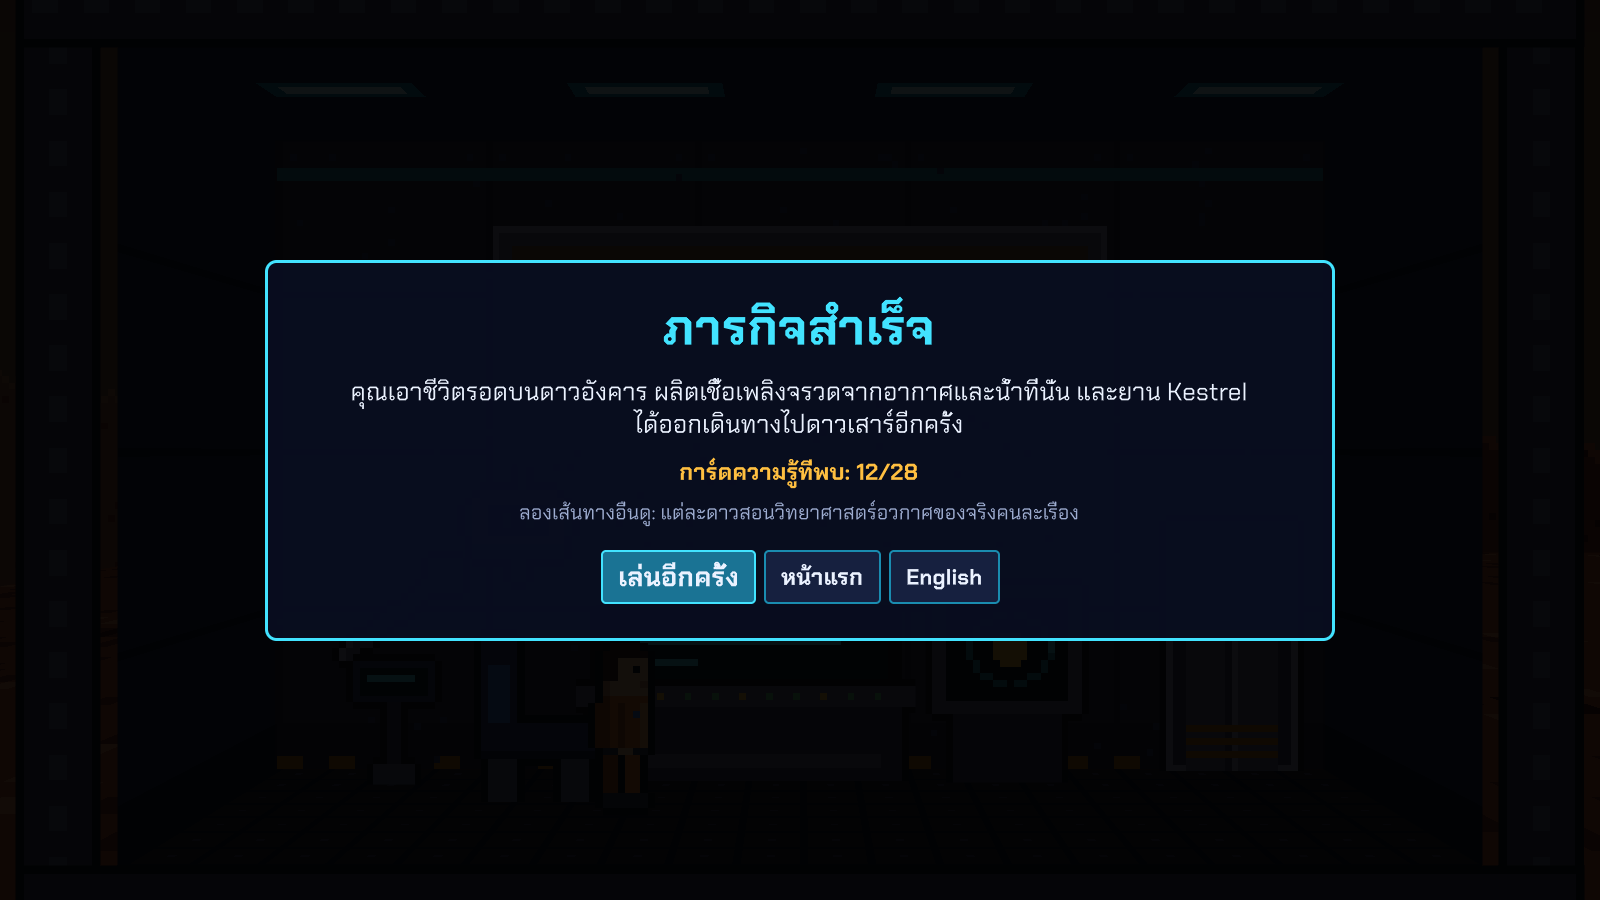 ภารกิจสำเร็จ
คุณเอาชีวิตรอดบนดาวอังคาร ผลิตเชื้อเพลิงจรวดจากอากาศและน้ำที่นั่น และยาน Kestrel
ได้ออกเดินทางไปดาวเสาร์อีกครั้ง
การ์ดความรู้ที่พบ: 12/28
ลองเส้นทางอื่นดู: แต่ละดาวสอนวิทยาศาสตร์อวกาศของจริงคนละเรื่อง
เล่นอีกครั้ง
หน้าแรก
English